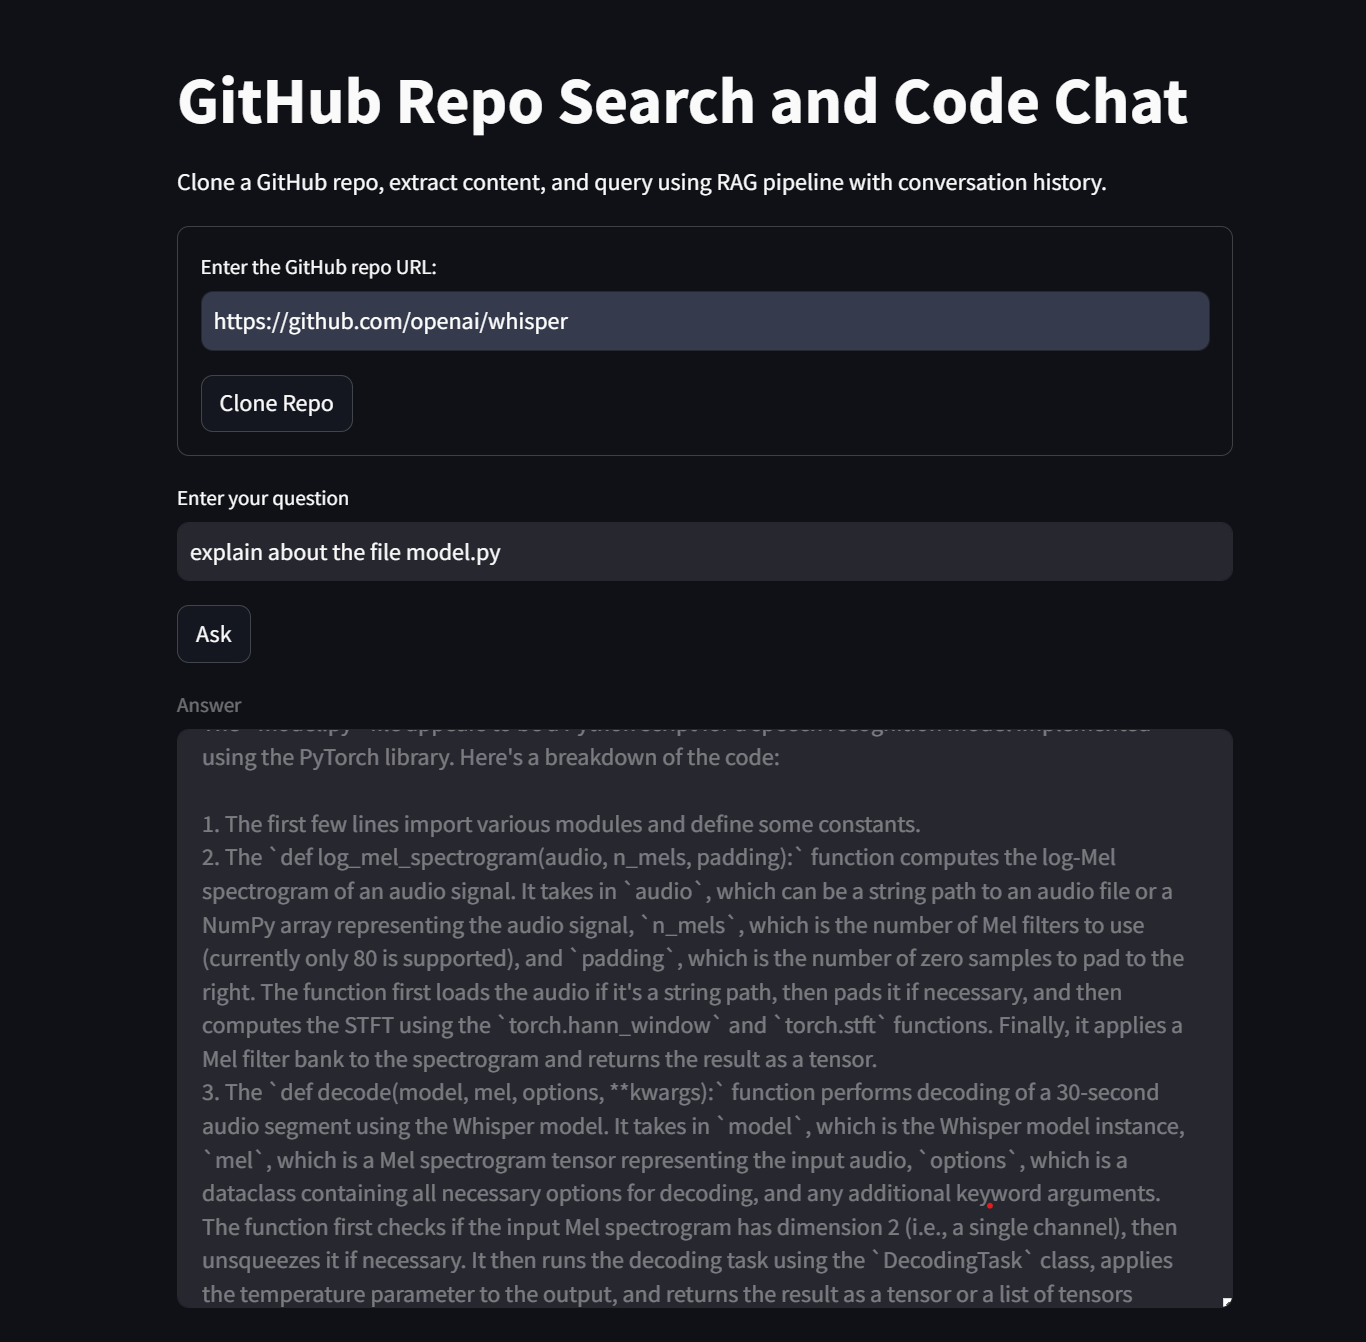 GitHub Repo Search and Code Chat
Clone a GitHub repo, extract content, and query using RAG pipeline with conversation history.
Enter the GitHub repo URL:
https://github.com/openai/whisper
Clone Repo
Enter your question
explain about the file model.py
Ask
Answer
The `model.py` file appears to be a Python script for a speech recognition model implemented
using the PyTorch library. Here's a breakdown of the code:
1. The first few lines import various modules and define some constants.
2. The `def log_mel_spectrogram(audio, n_mels, padding):` function computes the log-Mel
spectrogram of an audio signal. It takes in `audio`, which can be a string path to an audio file or a
NumPy array representing the audio signal, `n_mels`, which is the number of Mel filters to use
(currently only 80 is supported), and `padding`, which is the number of zero samples to pad to the
right. The function first loads the audio if it's a string path, then pads it if necessary, and then
computes the STFT using the `torch.hann_window` and `torch.stft` functions. Finally, it applies a
Mel filter bank to the spectrogram and returns the result as a tensor.
3. The `def decode(model, mel, options, **kwargs):` function performs decoding of a 30-second
audio segment using the Whisper model. It takes in `model`, which is the Whisper model instance,
`mel`, which is a Mel spectrogram tensor representing the input audio, `options`, which is a
dataclass containing all necessary options for decoding, and any additional keyword arguments.
The function first checks if the input Mel spectrogram has dimension 2 (i.e., a single channel), then
unsqueezes it if necessary. It then runs the decoding task using the `DecodingTask` class, applies
the temperature parameter to the output, and returns the result as a tensor or a list of tensors